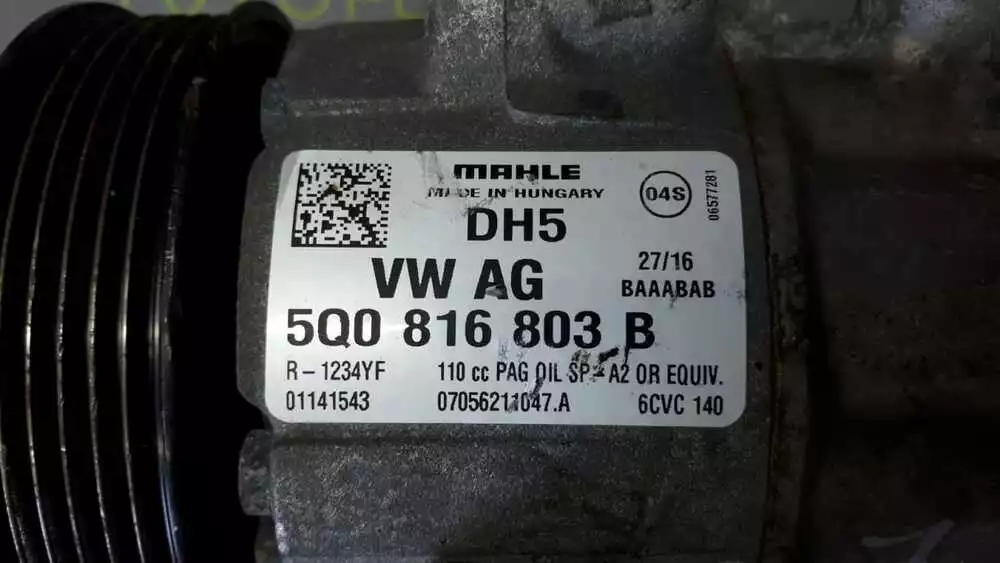 MAHLE
MADE IN HUNGARY
04S
06577281
DH5
VW AG
27/16
BAAABAB
5Q0 816 803 B
R-1234YF 110 cc PAG OIL SP-A2 OR EQUIV.
01141543 07056211047.A 6CVC 140